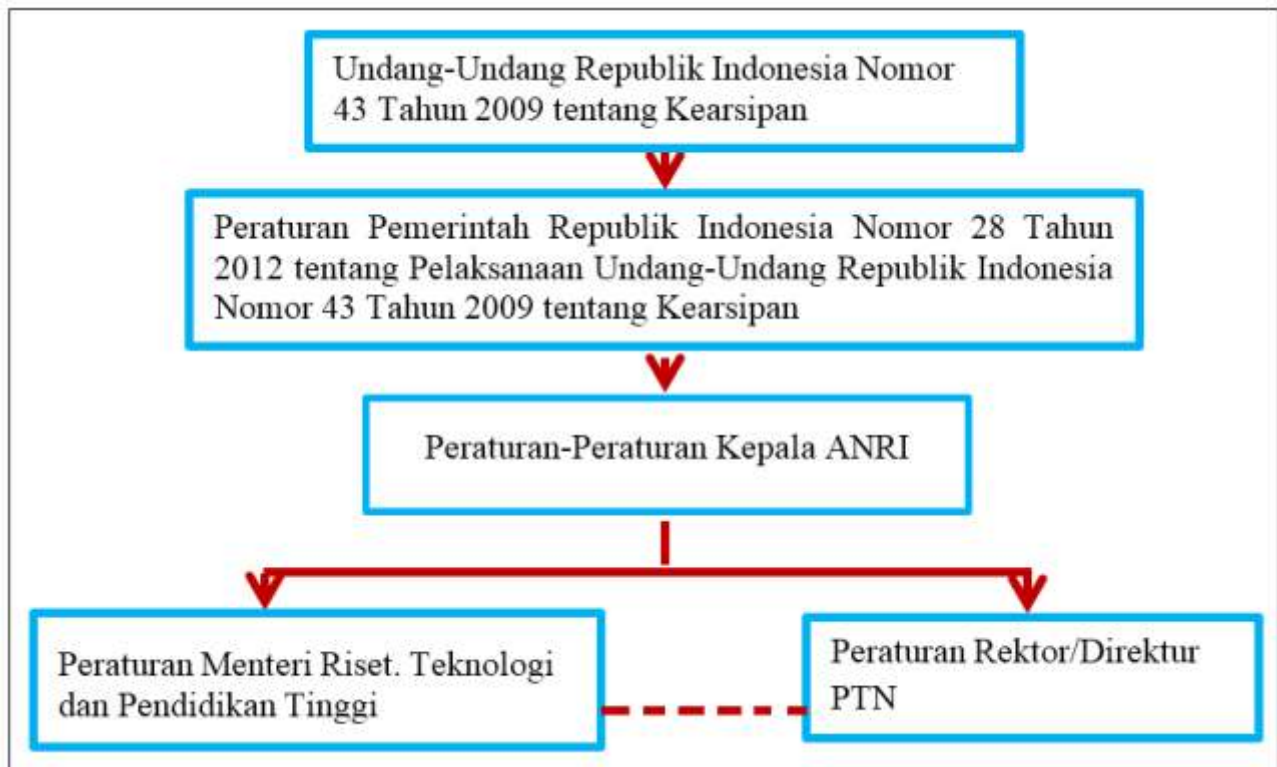 Undang-Undang Republik Indonesia Nomor
43 Tahun 2009 tentang Kearsipan
Peraturan Pemerintah Republik Indonesia Nomor 28 Tahun
2012 tentang Pelaksanaan Undang-Undang Republik Indonesia
Nomor 43 Tahun 2009 tentang Kearsipan
Peraturan-Peraturan Kepala ANRI
Peraturan Menteri Riset. Teknologi
dan Pendidikan Tinggi
Peraturan Rektor/Direktur
PTN